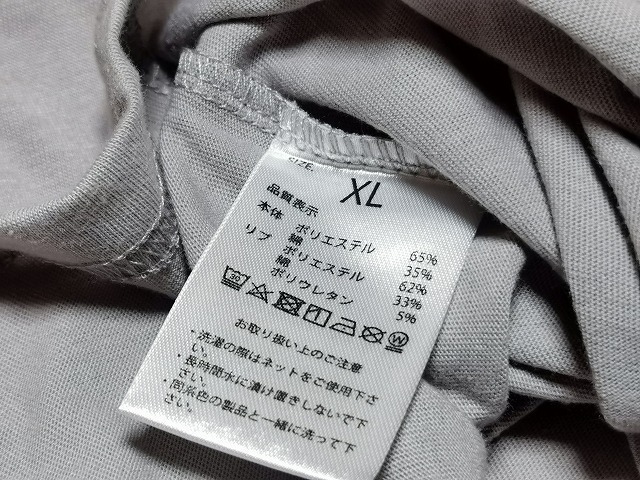 SIZE.
XL
品質表示
本体 ポリエステル 65%
綿 35%
リブ ポリエステル 62%
綿 33%
ポリウレタン 5%
30
W
お取り扱い上のご注意
・洗濯の際はネットをご使用下さ
い。
・長時間水に漬け置きしないで下
さい。
・同系色の製品と一緒に洗って下
さい。